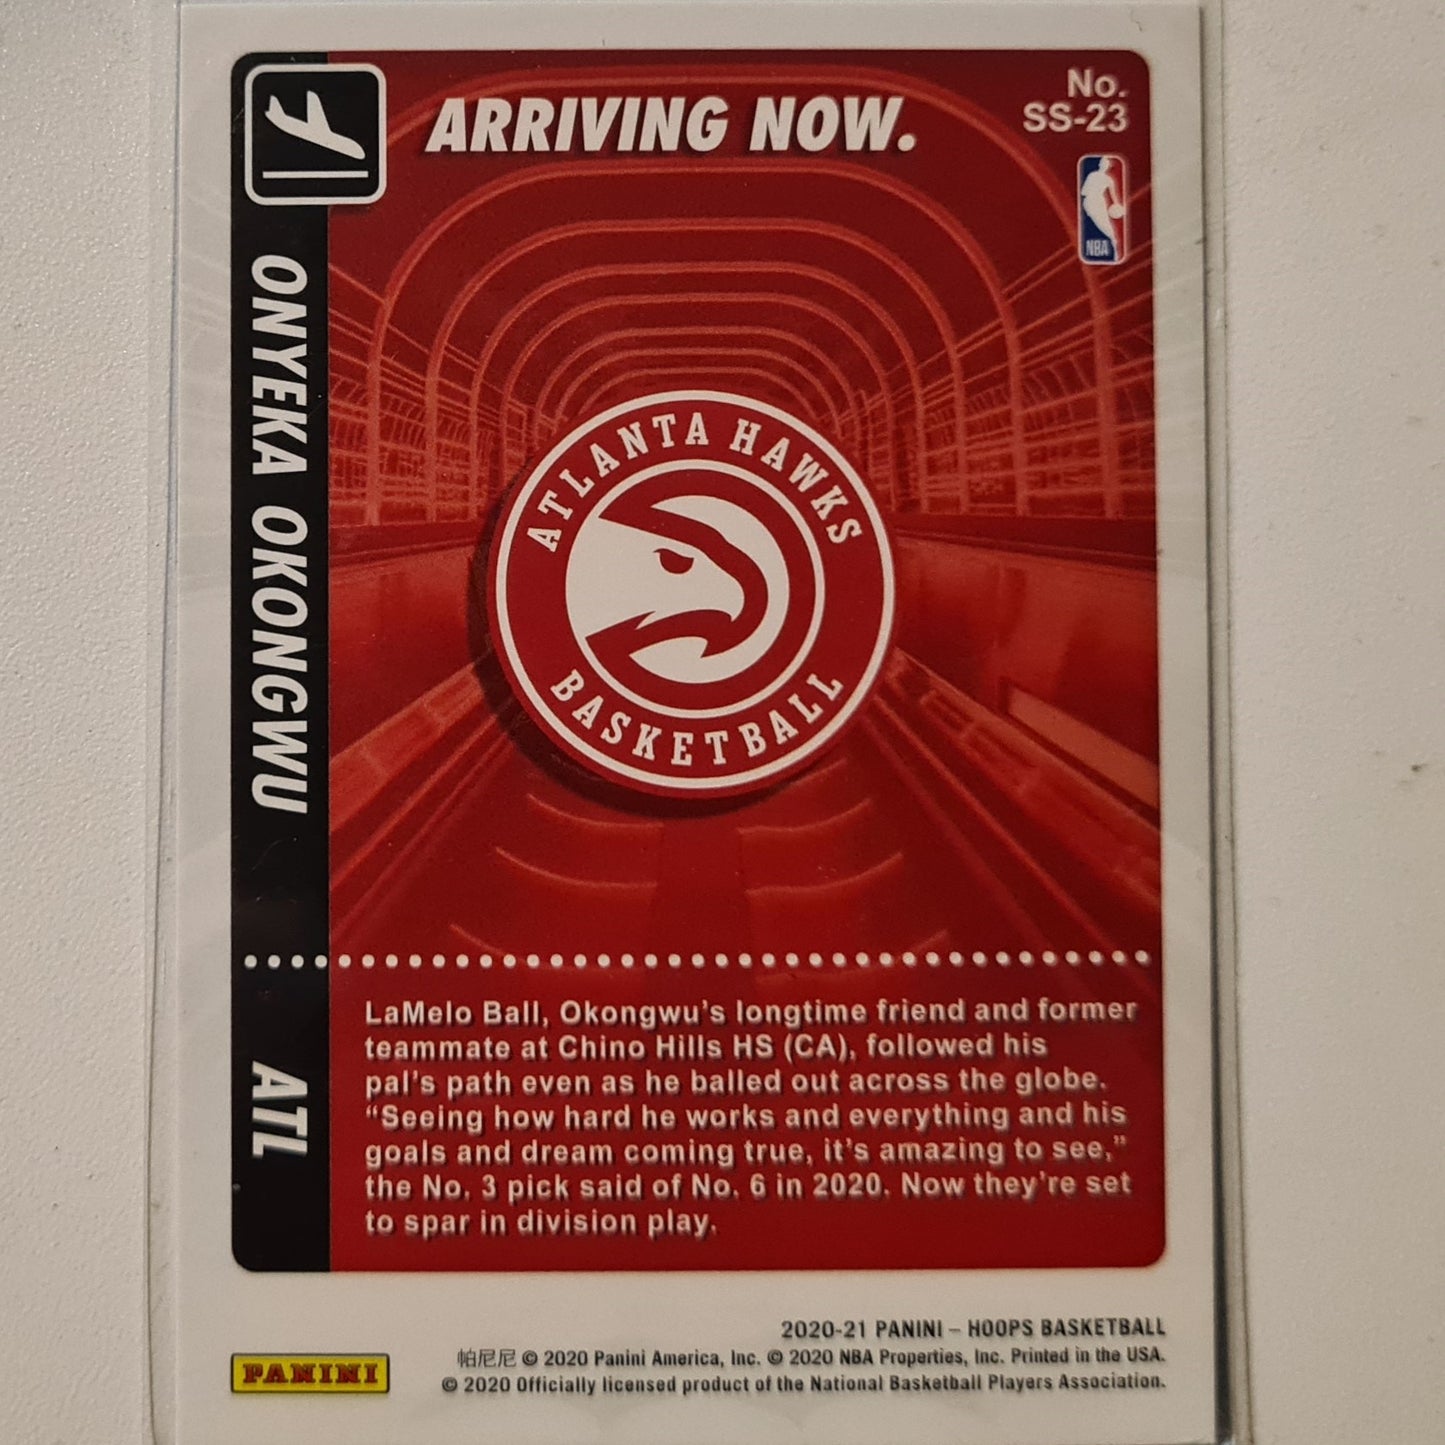 ARRIVING NOW.
No.
SS-23
NBA
ONYEKA OKONGWU
ATL
ATLANTA HAWKS
BASKETBALL
LaMelo Ball, Okongwu's longtime friend and former
teammate at Chino Hills HS (CA), followed his
pal's path even as he balled out across the globe.
“Seeing how hard he works and everything and his
goals and dream coming true, it's amazing to see,”
the No. 3 pick said of No. 6 in 2020. Now they're set
to spar in division play.
2020-21 PANINI – HOOPS BASKETBALL
帕尼尼 © 2020 Panini America, Inc. © 2020 NBA Properties, Inc. Printed in the USA.
© 2020 Officially licensed product of the National Basketball Players Association.
PANINI